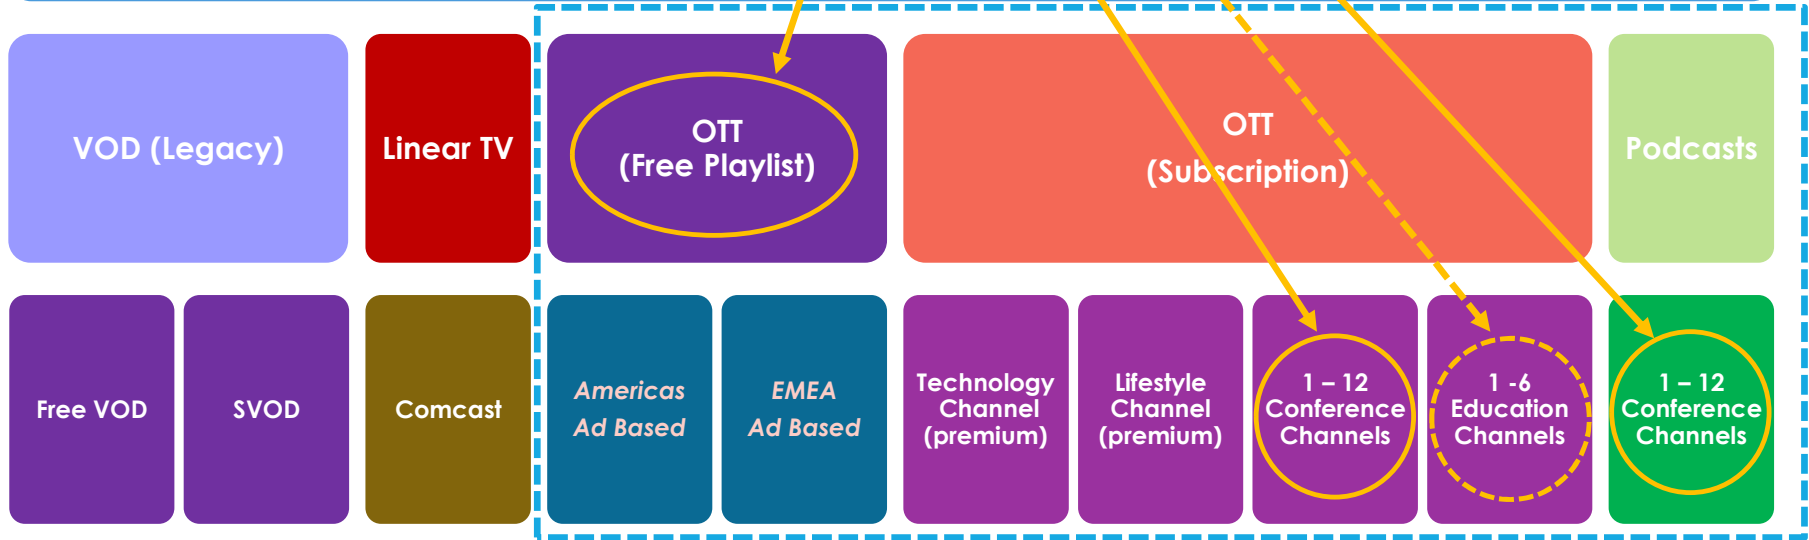 VOD (Legacy)
Linear TV
OTT
(Free Playlist)
OTT
(Subscription)
Podcasts
Free VOD
SVOD
Comcast
Americas
Ad Based
EMEA
Ad Based
Technology
Channel
(premium)
Lifestyle
Channel
(premium)
1 – 12
Conference
Channels
1 -6
Education
Channels
1 – 12
Conference
Channels